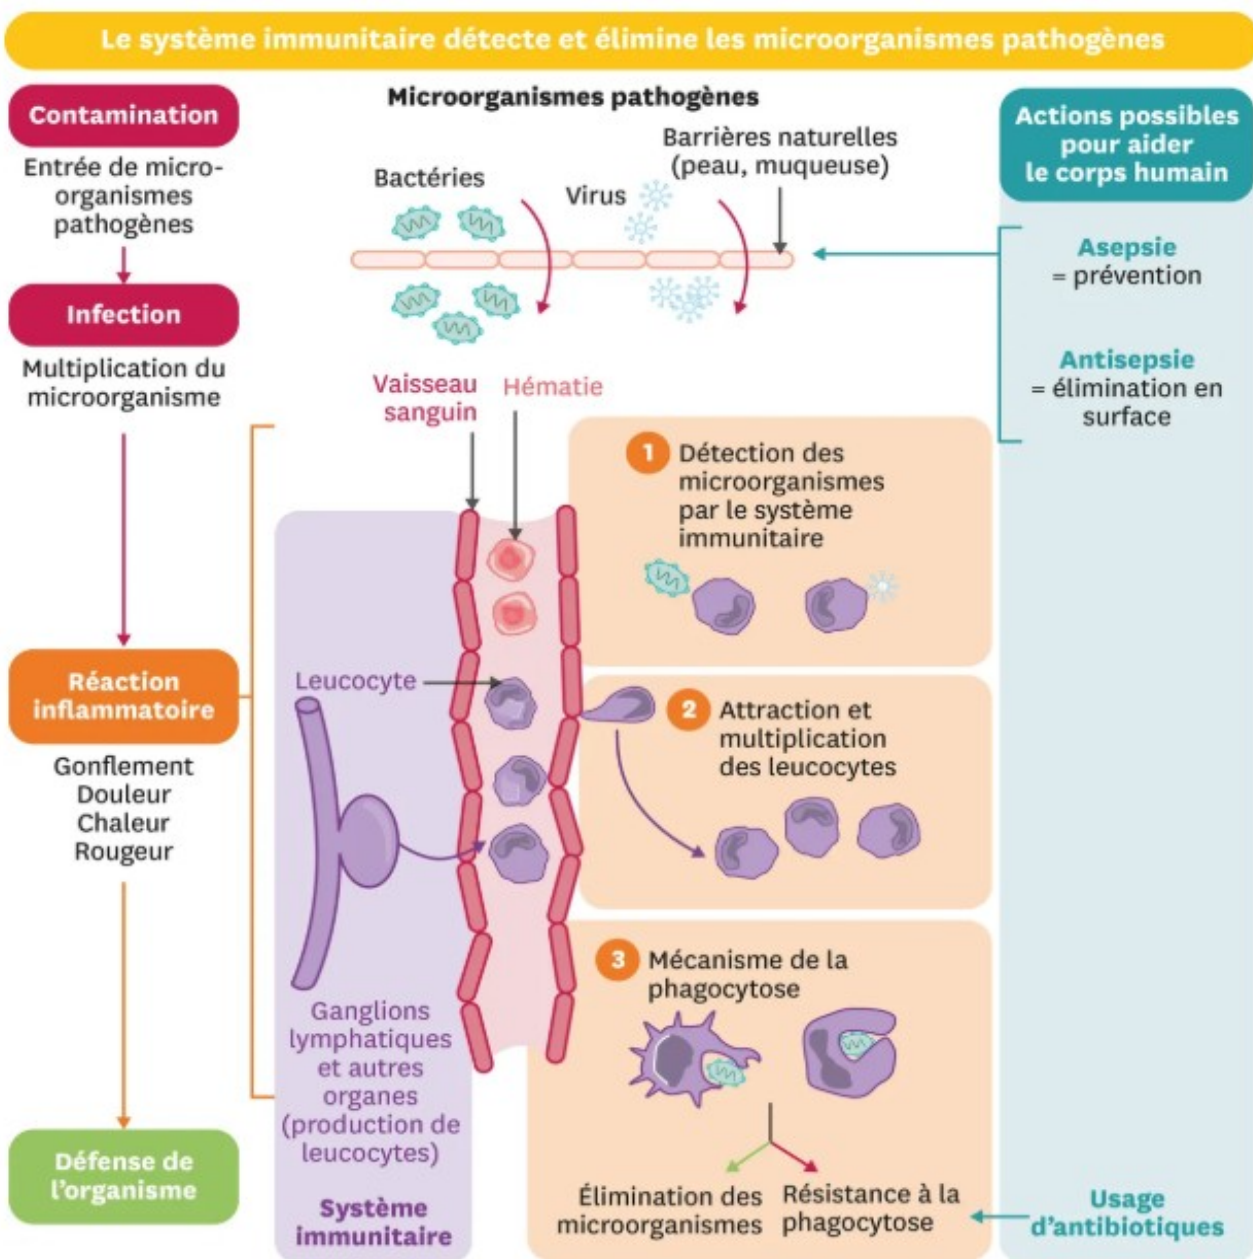 Le système immunitaire détecte et élimine les microorganismes pathogènes
Contamination
Entrée de micro-
organismes
pathogènes
Infection
Multiplication du
microorganisme
Réaction
inflammatoire
Gonflement
Douleur
Chaleur
Rougeur
Défense de
l'organisme
Microorganismes pathogènes
Bactéries
Virus
Barrières naturelles
(peau, muqueuse)
Vaisseau
sanguin
Hématie
Leucocyte
Ganglions
lymphatiques
et autres
organes
(production de
leucocytes)
Système
immunitaire
1 Détection des
microorganismes
par le système
immunitaire
2 Attraction et
multiplication
des leucocytes
3 Mécanisme de la
phagocytose
Élimination des
microorganismes
Résistance à la
phagocytose
Actions possibles
pour aider
le corps humain
Asepsie
= prévention
Antisepsie
= élimination en
surface
Usage
d'antibiotiques